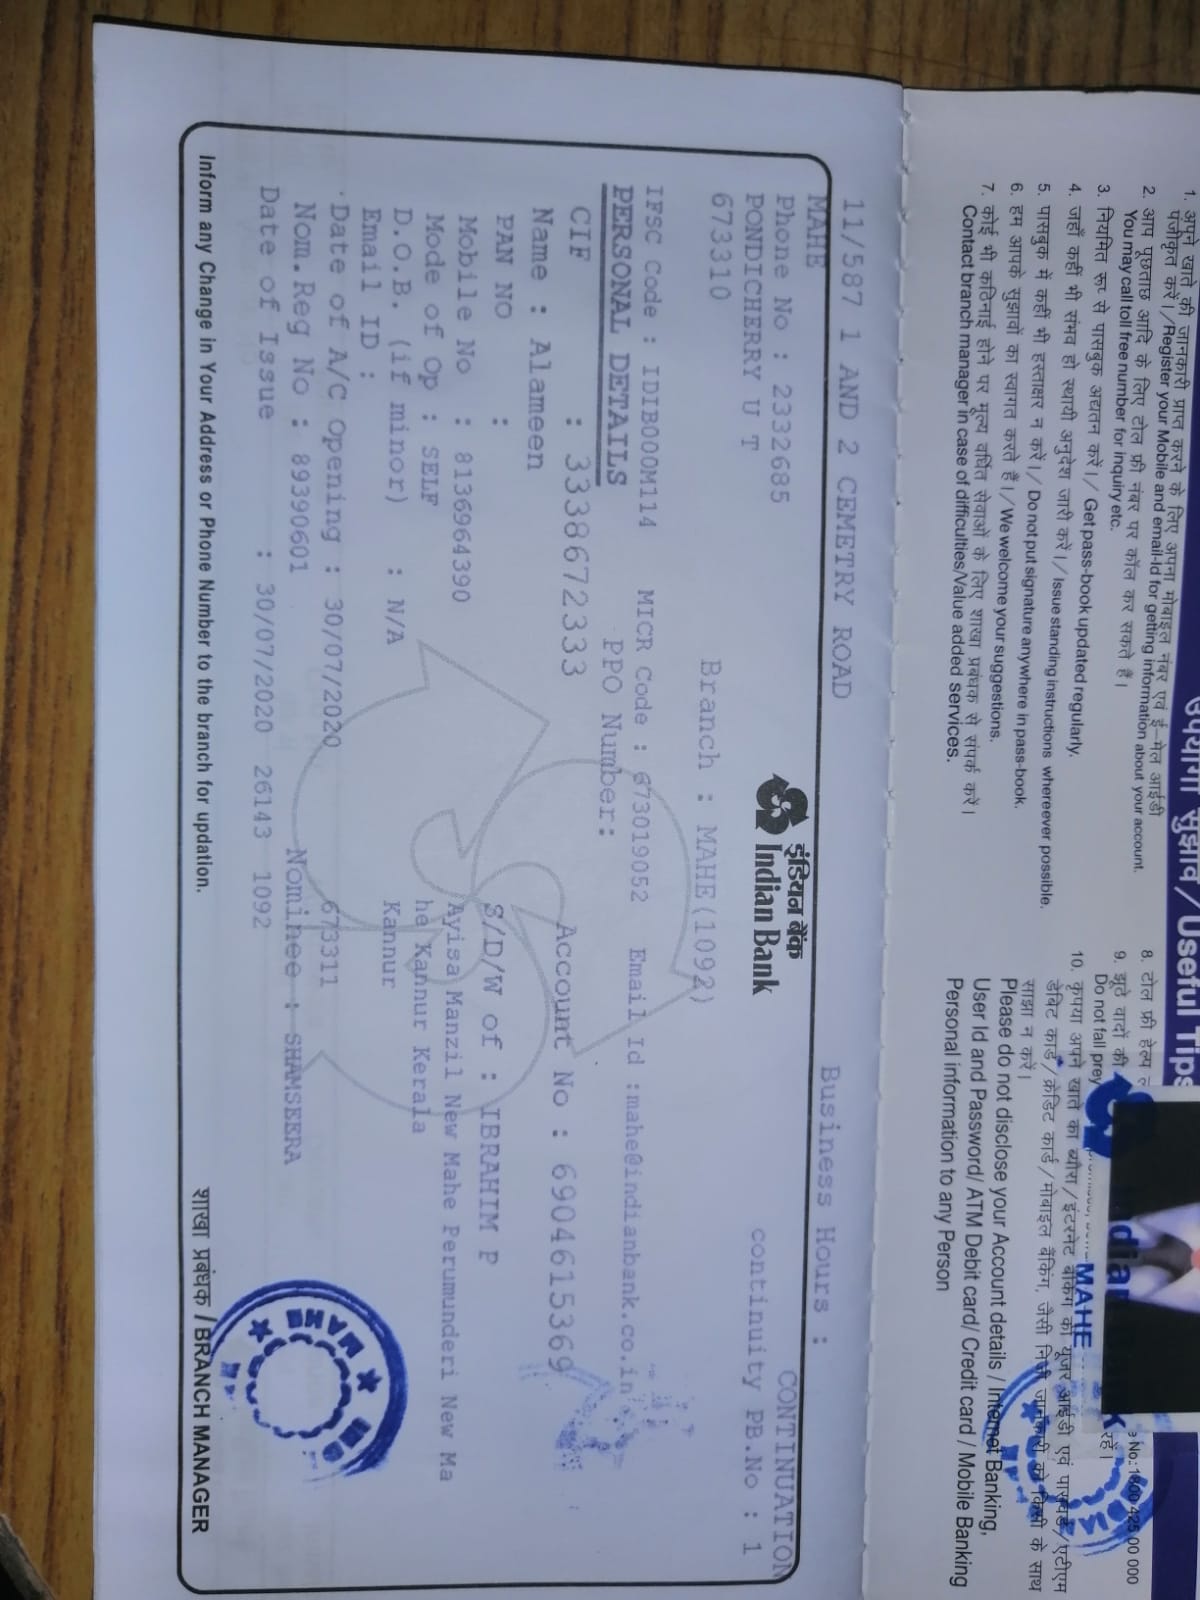 11/587 1 AND 2 CEMETRY ROAD
MAHE
Business Hours :
Phone No : 2332685
CONTINUATION
PONDICHERRY U T
इंडियन बैंक
Indian Bank
continuity PB.No : 1
673310
Branch : MAHE(1092)
IFSC Code : IDIB000M114 MICR Code : 673019052 Email Id :mahe@indianbank.co.in
PERSONAL DETAILS PPO Number:
CIF : 3338672333 Account No : 6904615369
Name : Alameen S/D/W of : IBRAHIM P
PAN NO :
Mobile No : 8136964390 Ayisa Manzil New Mahe Perumunderi New Ma
Mode of Op : SELF he Kannur Kerala
D.O.B. (if minor) : N/A Kannur
Email ID :
Date of A/C Opening : 30/07/2020 673311
Nom.Reg No : 89390601 Nominee : SHAMSEERA
Date of Issue : 30/07/2020 26143 1092
Inform any Change in Your Address or Phone Number to the branch for updation.
शाखा प्रबंधक / BRANCH MANAGER
MAHE
उपयोगी सुझाव/Useful Tips
1. अपने खाते की जानकारी प्राप्त करने के लिए अपना मोबाईल नंबर एवं ई-मेल आईडी
पंजीकृत करें।/Register your Mobile and email-Id for getting information about your account.
2. आप पूछताछ आदि के लिए टोल फ्री नंबर पर कॉल कर सकते हैं।
You may call toll free number for inquiry etc.
3. नियमित रूप से पासबुक अद्यतन करें।/ Get pass-book updated regularly.
4. जहाँ कहीं भी संभव हो स्थायी अनुदेश जारी करें।/ Issue standing instructions whereever possible.
5. पासबुक में कहीं भी हस्ताक्षर न करें।/ Do not put signature anywhere in pass-book.
6. हम आपके सुझावों का स्वागत करते हैं।/ We welcome your suggestions.
7. कोई भी कठिनाई होने पर मूल्य वर्धित सेवाओं के लिए शाखा प्रबंधक से संपर्क करें।
Contact branch manager in case of difficulties/Value added services.
8. टोल फ्री हेल्प No: 1800 425 00 000
9. झूठे वादों की रहें।
Do not fall prey
MAHE
10. कृपया अपने खाते का ब्यौरा/इंटरनेट बैंकिंग की यूजर आईडी एवं पासवर्ड/एटीएम
डेबिट कार्ड/क्रेडिट कार्ड/मोबाइल बैंकिंग, जैसी निजी जानकारी को किसी के साथ
साझा न करें।
Please do not disclose your Account details / Internet Banking,
User Id and Password/ ATM Debit card/ Credit card / Mobile Banking
Personal information to any Person